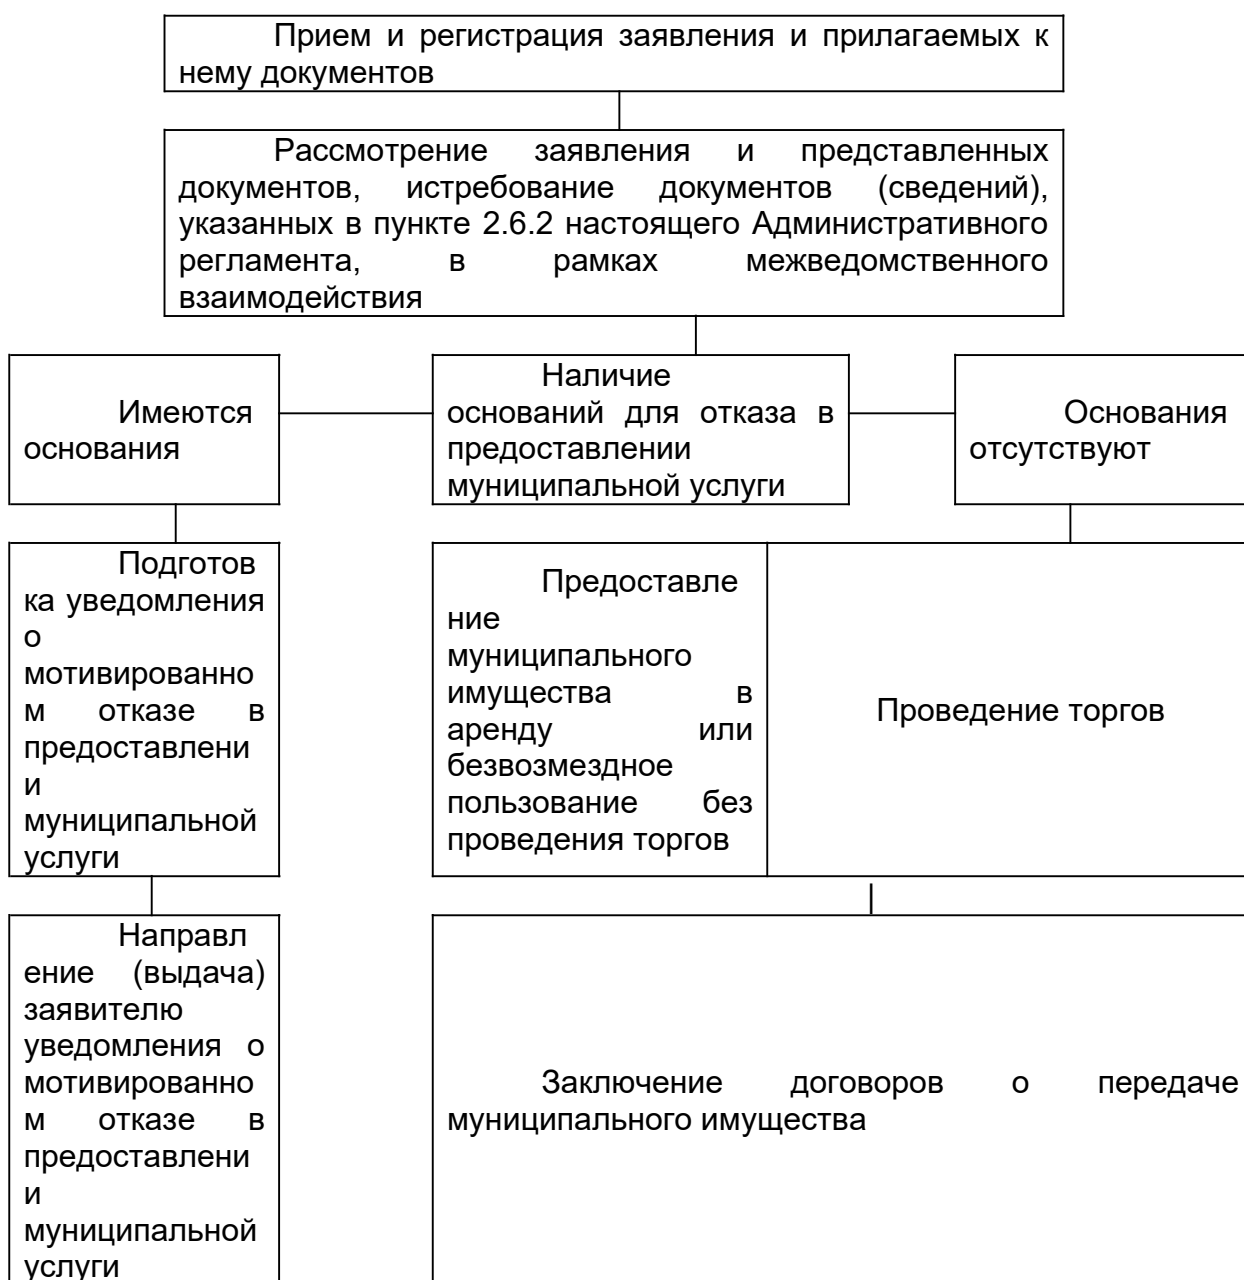 Прием и регистрация заявления и прилагаемых к
нему документов
Рассмотрение заявления и представленных
документов, истребование документов (сведений),
указанных в пункте 2.6.2 настоящего Административного
регламента, в рамках межведомственного
взаимодействия
Имеются
основания
Наличие
оснований для отказа в
предоставлении
муниципальной услуги
Основания
отсутствуют
Подготов
ка уведомления
о
мотивированно
м отказе в
предоставлени
и
муниципальной
услуги
Предоставле
ние
муниципального
имущества в
аренду или
безвозмездное
пользование без
проведения торгов
Проведение торгов
Направл
ение (выдача)
заявителю
уведомления о
мотивированно
м отказе в
предоставлени
и
муниципальной
услуги
Заключение договоров о передаче
муниципального имущества